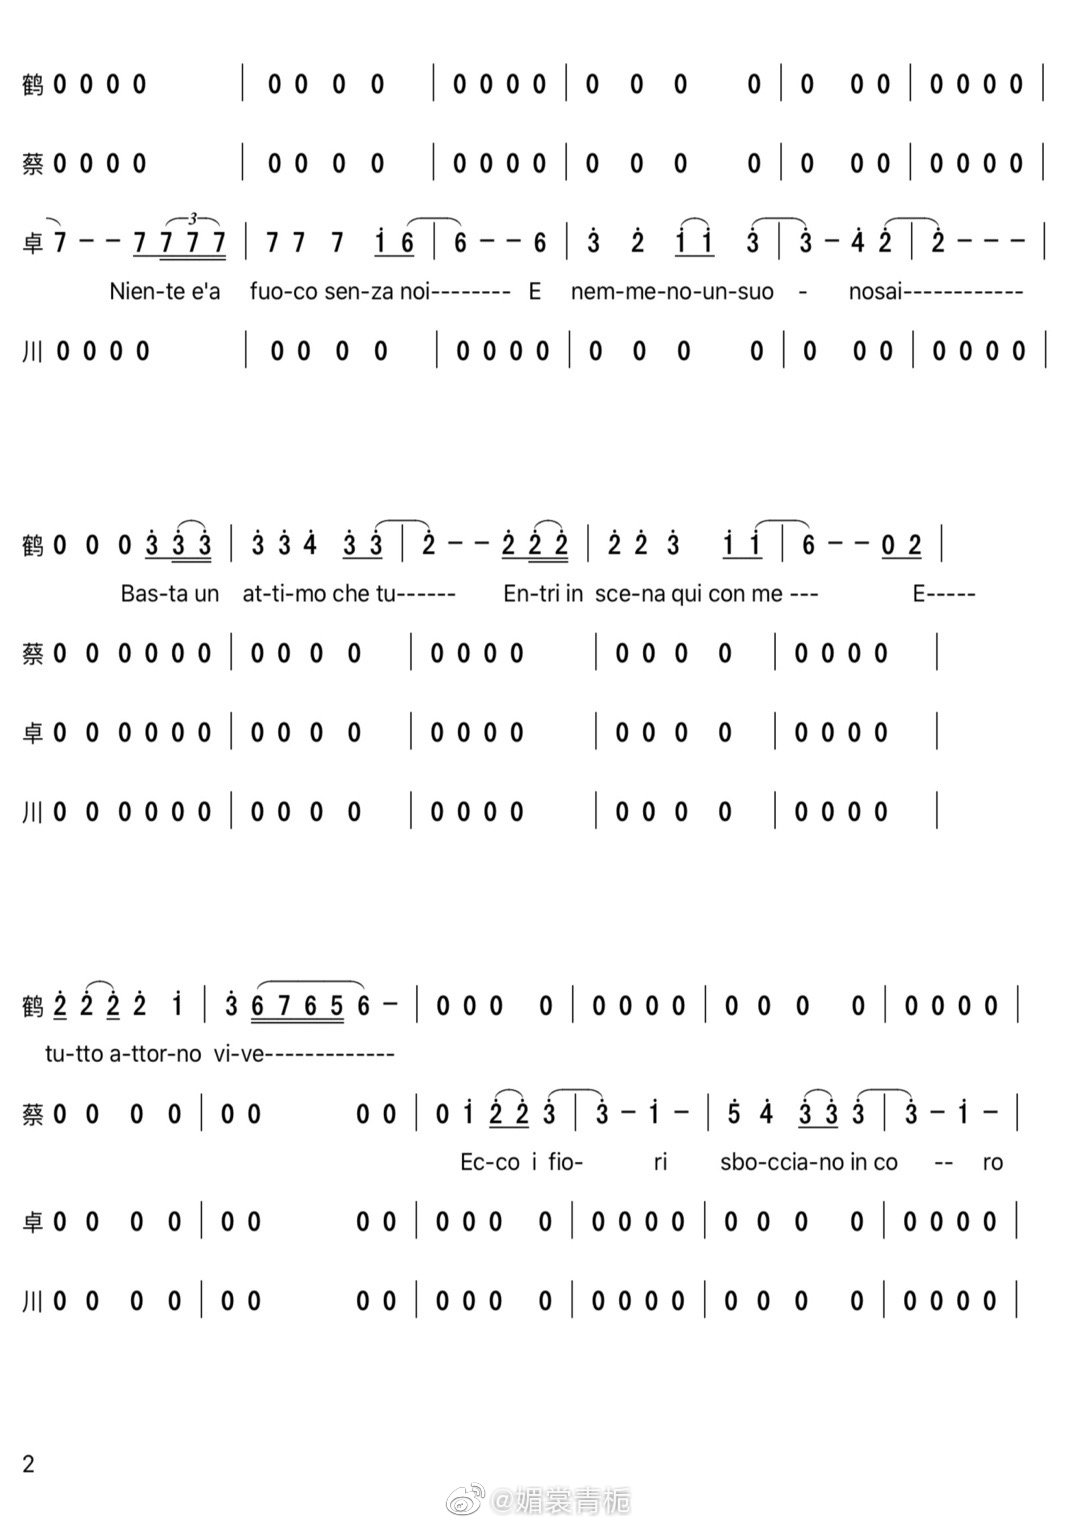 鹤 0 0 0 0 | 0 0 0 0 | 0 0 0 0 | 0 0 0 0 | 0 0 0 | 0 0 0 0 |
蔡 0 0 0 0 | 0 0 0 0 | 0 0 0 0 | 0 0 0 0 | 0 0 0 | 0 0 0 0 |
3
卓 7 – – 7 7 7 7 | 7 7 7 i 6 | 6 – – 6 | 3̇ 2̇ i i 3̇ | 3̇ – 4̇ 2̇ | 2̇ – – – |
Nien-te e'a fuo-co sen-za noi-------- E nem-me-no-un-suo - nosai------------
川 0 0 0 0 | 0 0 0 0 | 0 0 0 0 | 0 0 0 0 | 0 0 0 | 0 0 0 0 |
鹤 0 0 0 3̇ 3̇ 3̇ | 3̇ 3̇ 4̇ 3̇ 3̇ | 2̇ – – 2̇ 2̇ 2̇ | 2̇ 2̇ 3̇ i i | 6 – – 0 2 |
Bas-ta un at-ti-mo che tu------ En-tri in sce-na qui con me --- E-----
蔡 0 0 0 0 0 0 | 0 0 0 0 | 0 0 0 0 | 0 0 0 0 | 0 0 0 0 |
卓 0 0 0 0 0 0 | 0 0 0 0 | 0 0 0 0 | 0 0 0 0 | 0 0 0 0 |
川 0 0 0 0 0 0 | 0 0 0 0 | 0 0 0 0 | 0 0 0 0 | 0 0 0 0 |
鹤 2̇ 2̇ 2̇ 2̇ i | 3̇ 6 7 6 5 6 – | 0 0 0 0 | 0 0 0 0 | 0 0 0 0 | 0 0 0 0 |
tu-tto a-ttor-no vi-ve-------------
蔡 0 0 0 0 | 0 0 0 0 | 0 i 2̇ 2̇ 3̇ | 3̇ – i – | 5̇ 4̇ 3̇ 3̇ 3̇ | 3̇ – i – |
Ec-co i fio- ri sboc-cia-no in co -- ro
卓 0 0 0 0 | 0 0 0 0 | 0 0 0 0 | 0 0 0 0 | 0 0 0 0 | 0 0 0 0 |
川 0 0 0 0 | 0 0 0 0 | 0 0 0 0 | 0 0 0 0 | 0 0 0 0 | 0 0 0 0 |
2
@媚裳青栀